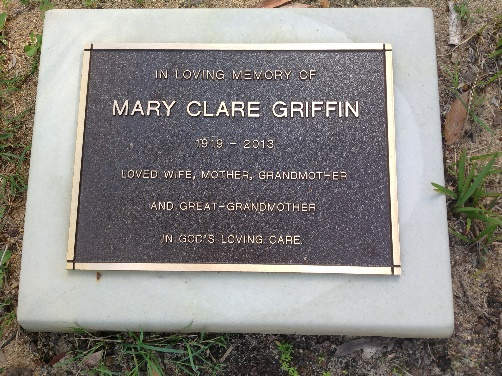 IN LOVING MEMORY OF
MARY CLARE GRIFFIN
1919 - 2013
LOVED WIFE, MOTHER, GRANDMOTHER
AND GREAT-GRANDMOTHER
IN GOD'S LOVING CARE.